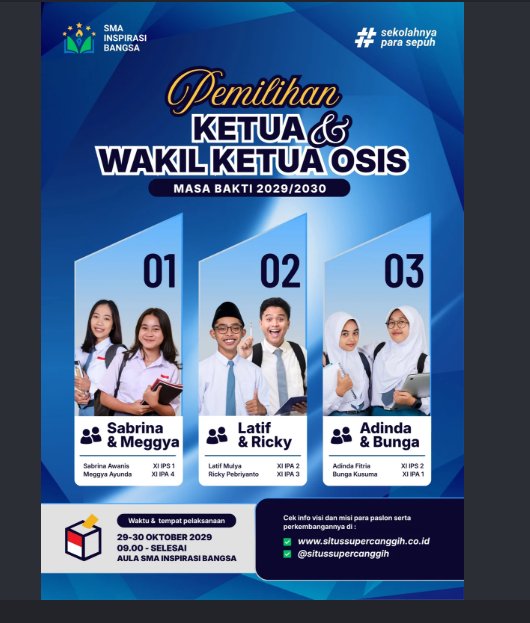 SMA
INSPIRASI
BANGSA
# sekolahnya
para sepuh
Pemilihan
KETUA &
WAKIL KETUA OSIS
MASA BAKTI 2029/2030
01
Sabrina
& Meggya
Sabrina Awanis XI IPS 1
Meggya Ayunda XI IPA 4
02
Latif
& Ricky
Latif Mulya XI IPA 2
Ricky Pebriyanto XI IPA 3
03
Adinda
& Bunga
Adinda Fitria XI IPS 2
Bunga Kusuma XI IPA 1
Waktu & tempat pelaksanaan
29-30 OKTOBER 2029
09.00 - SELESAI
AULA SMA INSPIRASI BANGSA
Cek info visi dan misi para paslon serta
perkembangannya di :
www.situssupercanggih.co.id
@situssupercanggih